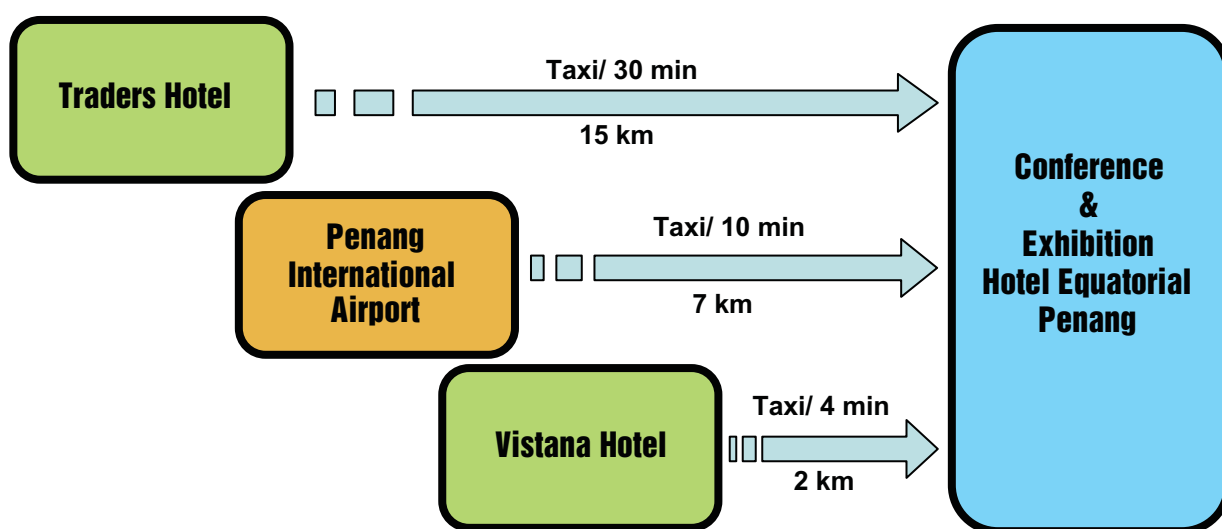 Traders Hotel
Taxi/ 30 min
15 km
Penang
International
Airport
Taxi/ 10 min
7 km
Vistana Hotel
Taxi/ 4 min
2 km
Conference
&
Exhibition
Hotel Equatorial
Penang